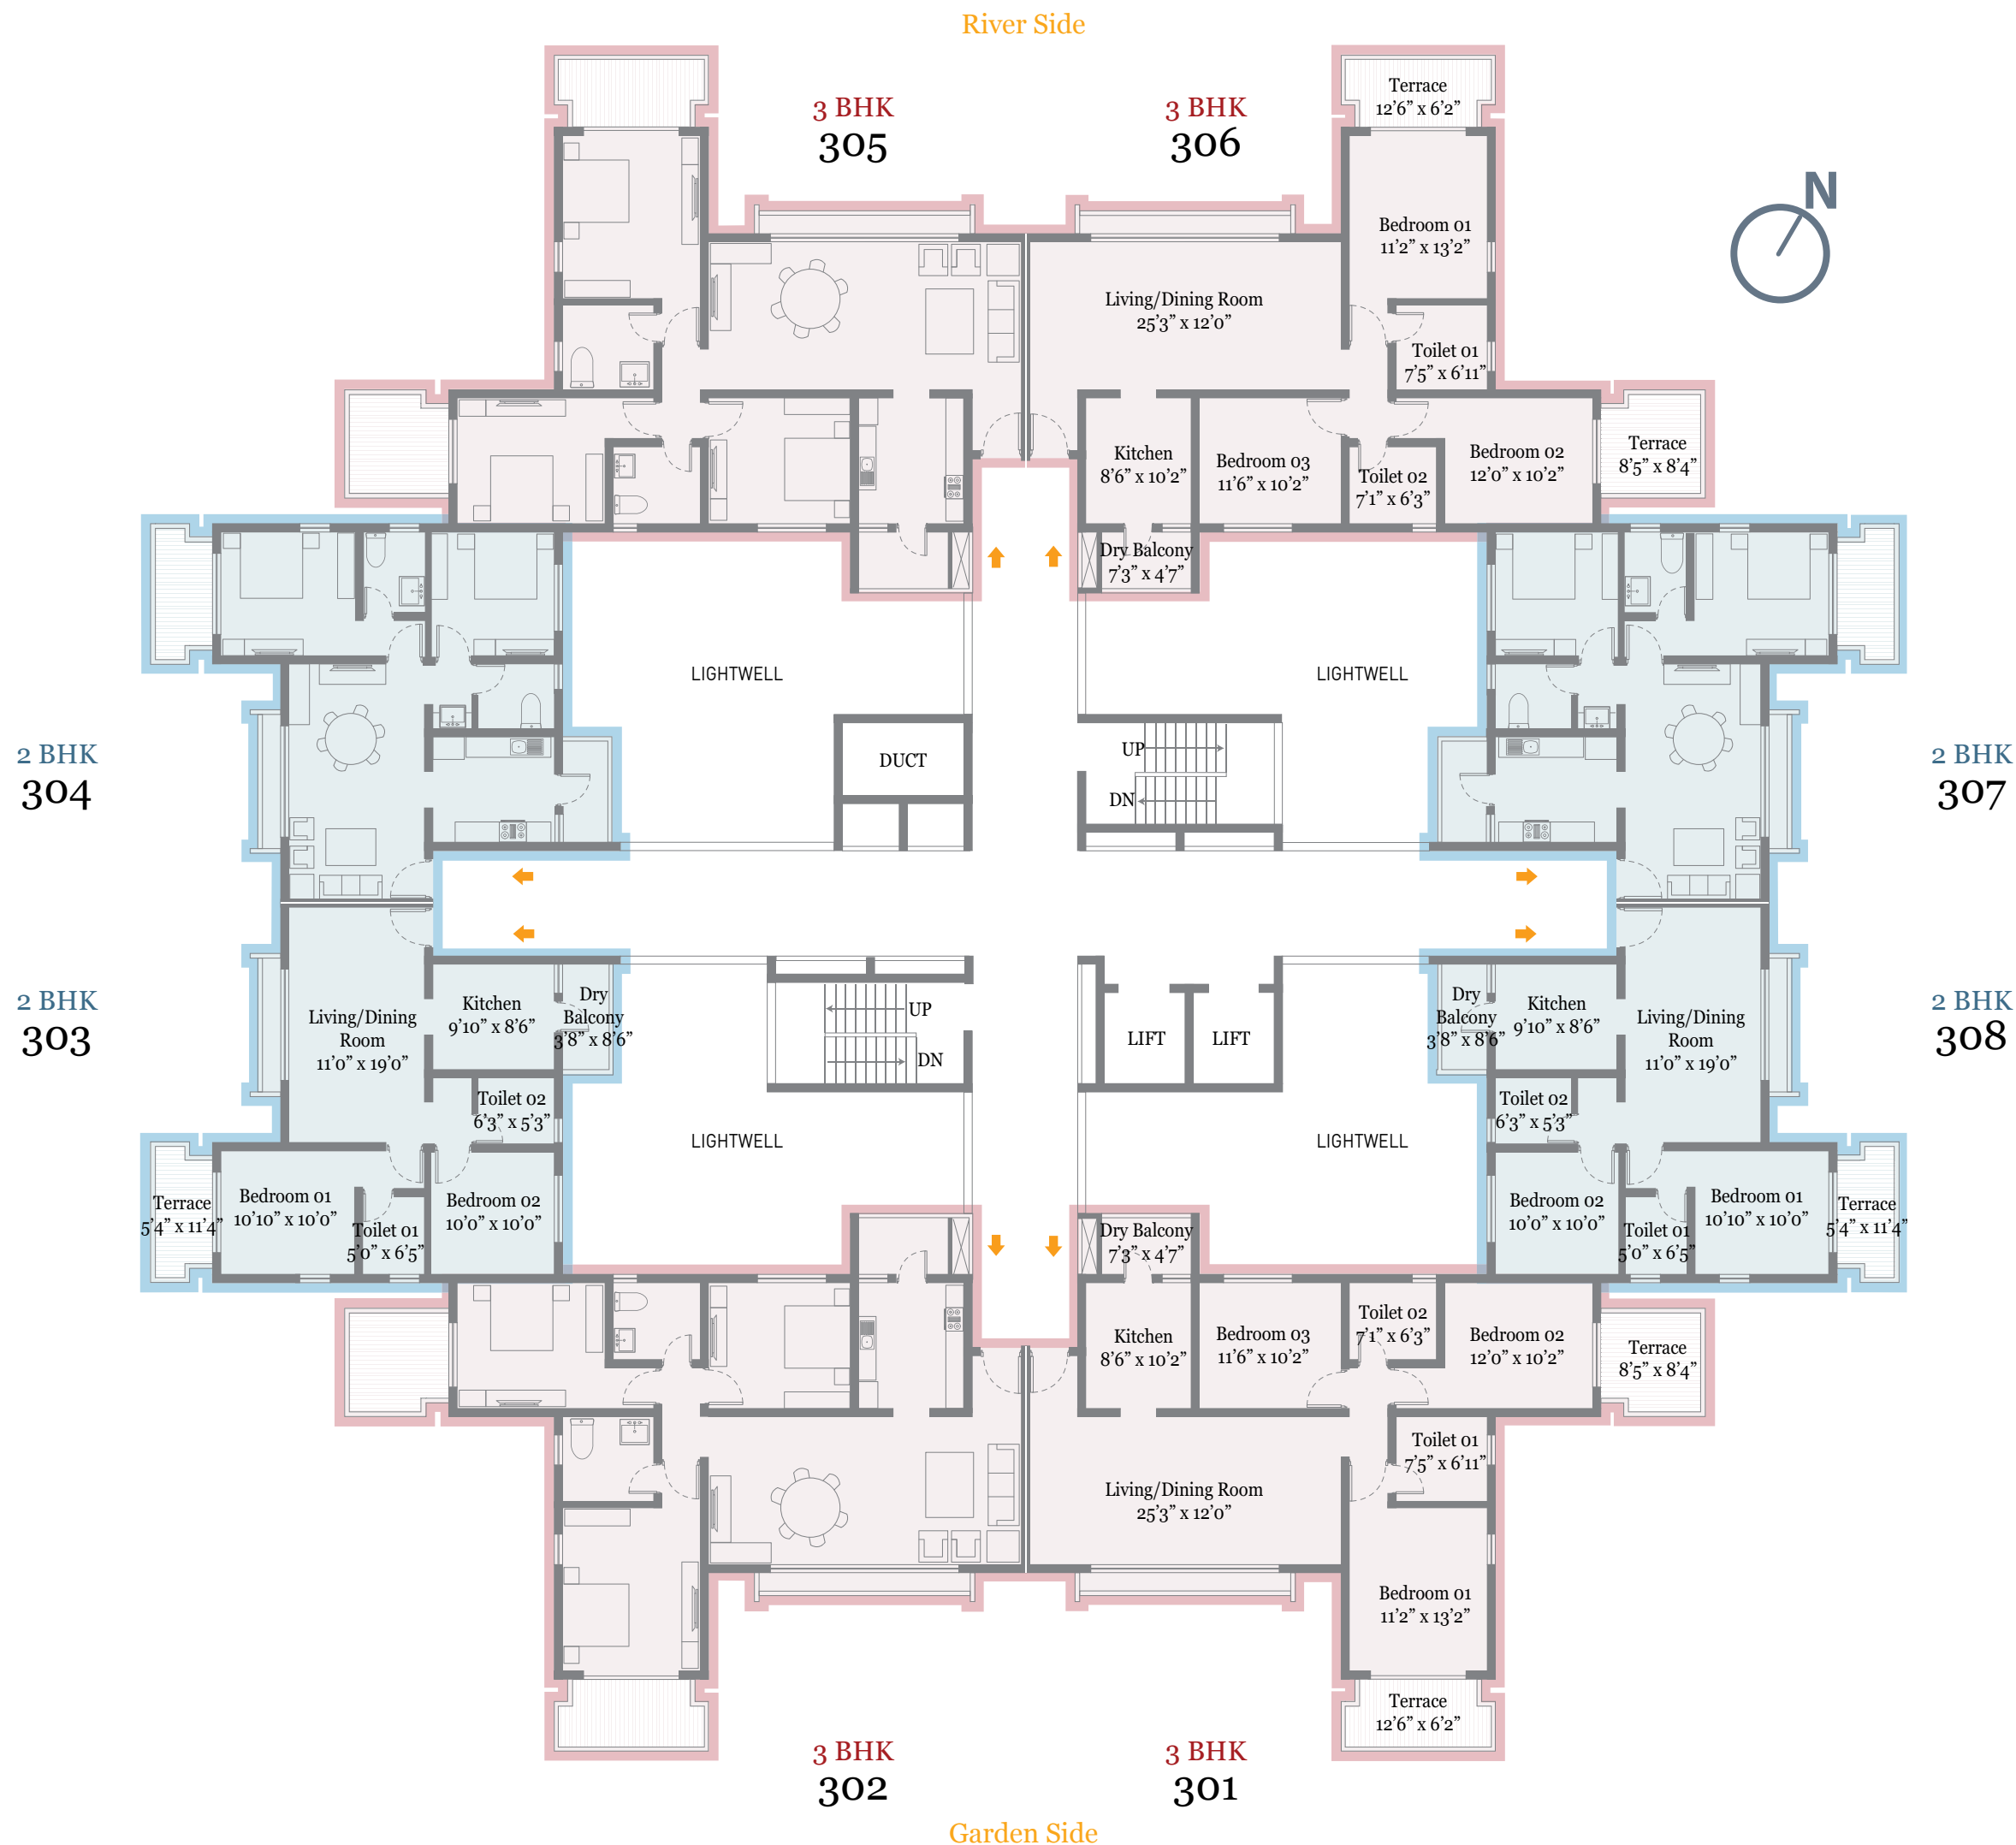 River Side
3 BHK
305
3 BHK
306
Terrace
12’6” x 6’2”
N
Bedroom 01
11’2” x 13’2”
Living/Dining Room
25’3” x 12’0”
Toilet 01
7’5” x 6’11”
Kitchen
8’6” x 10’2”
Bedroom 03
11’6” x 10’2”
Toilet 02
7’1” x 6’3”
Bedroom 02
12’0” x 10’2”
Terrace
8’5” x 8’4”
Dry Balcony
7’3” x 4’7”
LIGHTWELL
LIGHTWELL
2 BHK
304
DUCT
UP
DN
2 BHK
307
2 BHK
303
Living/Dining
Room
11’0” x 19’0”
Kitchen
9’10” x 8’6”
Dry
Balcony
3’8” x 8’6”
UP
DN
LIFT
LIFT
Dry
Balcony
3’8” x 8’6”
Kitchen
9’10” x 8’6”
Living/Dining
Room
11’0” x 19’0”
2 BHK
308
Toilet 02
6’3” x 5’3”
LIGHTWELL
LIGHTWELL
Toilet 02
6’3” x 5’3”
Terrace
5’4” x 11’4”
Bedroom 01
10’10” x 10’0”
Toilet 01
5’0” x 6’5”
Bedroom 02
10’0” x 10’0”
Bedroom 02
10’0” x 10’0”
Toilet 01
5’0” x 6’5”
Bedroom 01
10’10” x 10’0”
Terrace
5’4” x 11’4”
Dry Balcony
7’3” x 4’7”
Kitchen
8’6” x 10’2”
Bedroom 03
11’6” x 10’2”
Toilet 02
7’1” x 6’3”
Bedroom 02
12’0” x 10’2”
Terrace
8’5” x 8’4”
Toilet 01
7’5” x 6’11”
Living/Dining Room
25’3” x 12’0”
Bedroom 01
11’2” x 13’2”
Terrace
12’6” x 6’2”
3 BHK
302
3 BHK
301
Garden Side